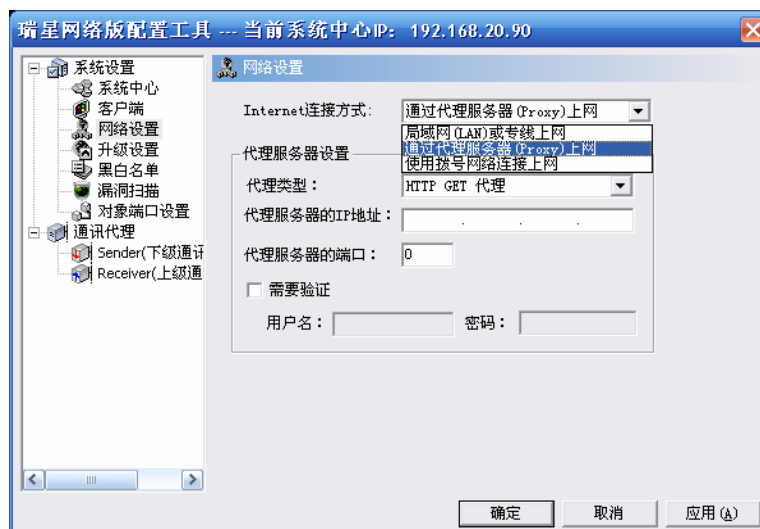 瑞星网络版配置工具 --- 当前系统中心IP: 192.168.20.90
系统设置
系统中心
客户端
网络设置
升级设置
黑白名单
漏洞扫描
对象端口设置
通讯代理
Sender(下级通讯
Receiver(上级通
网络设置
Internet连接方式:
通过代理服务器(Proxy)上网
局域网(LAN)或专线上网
通过代理服务器(Proxy)上网
使用拨号网络连接上网
代理服务器设置
代理类型:
HTTP GET 代理
代理服务器的IP地址:
. . .
代理服务器的端口:
0
需要验证
用户名:
密码:
确定
取消
应用(A)